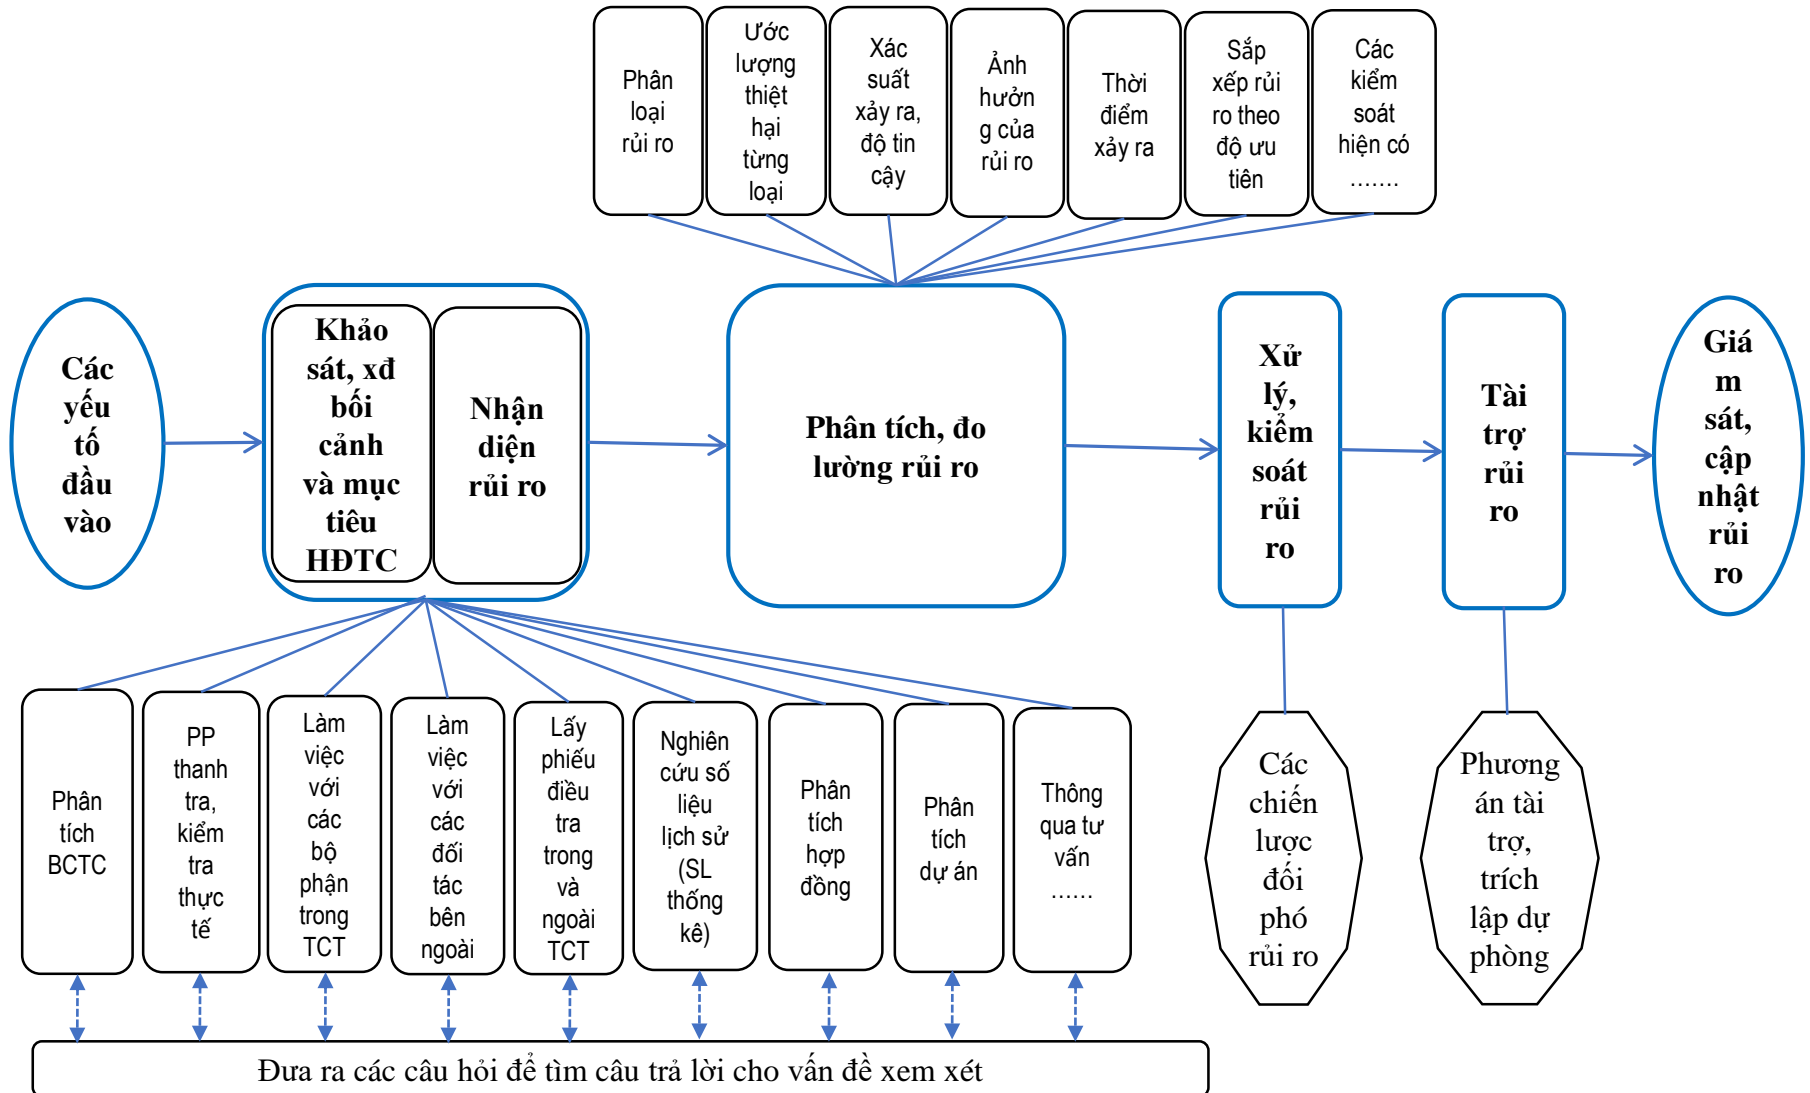 Phân
loại
rủi ro
Ước
lượng
thiệt
hại
từng
loại
Xác
suất
xảy ra,
độ tin
cậy
Ảnh
hưởn
g của
rủi ro
Thời
điểm
xảy ra
Sắp
xếp rủi
ro theo
độ ưu
tiên
Các
kiểm
soát
hiện có
…….
Các
yếu
tố
đầu
vào
Khảo
sát, xđ
bối
cảnh
và mục
tiêu
HĐTC
Nhận
diện
rủi ro
Phân tích, đo
lường rủi ro
Xử
lý,
kiểm
soát
rủi
ro
Tài
trợ
rủi
ro
Giá
m
sát,
cập
nhật
rủi
ro
Phân
tích
BCTC
PP
thanh
tra,
kiểm
tra
thực
tế
Làm
việc
với
các
bộ
phận
trong
TCT
Làm
việc
với
các
đối
tác
bên
ngoài
Lấy
phiếu
điều
tra
trong
và
ngoài
TCT
Nghiên
cứu số
liệu
lịch sử
(SL
thống
kê)
Phân
tích
hợp
đồng
Phân
tích
dự án
Thông
qua tư
vấn
……
Các
chiến
lược
đối
phó
rủi ro
Phương
án tài
trợ,
trích
lập dự
phòng
Đưa ra các câu hỏi để tìm câu trả lời cho vấn đề xem xét